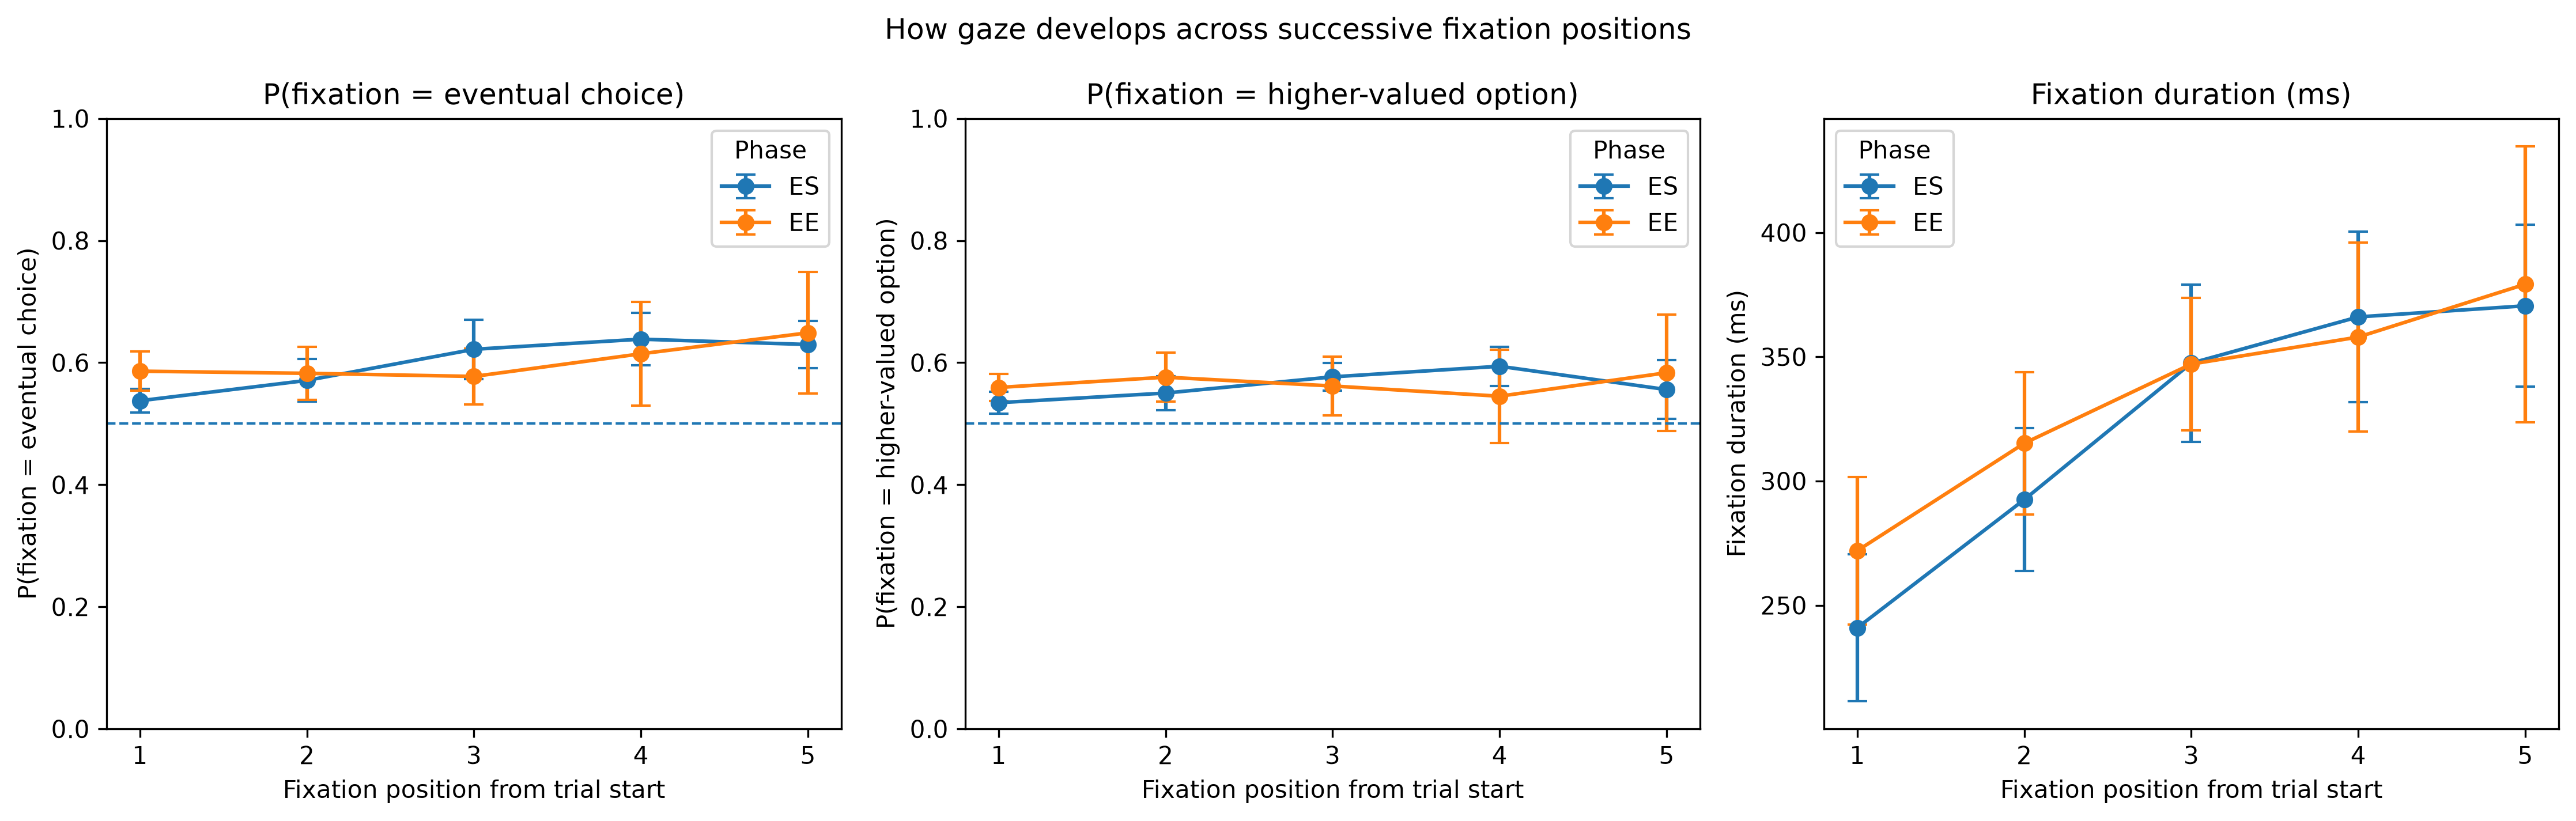 How gaze develops across successive fixation positions
P(fixation = eventual choice)
P(fixation = eventual choice)
1.0
0.8
0.6
0.4
0.2
0.0
Phase
ES
EE
1 2 3 4 5
Fixation position from trial start
P(fixation = higher-valued option)
P(fixation = higher-valued option)
1.0
0.8
0.6
0.4
0.2
0.0
Phase
ES
EE
1 2 3 4 5
Fixation position from trial start
Fixation duration (ms)
Fixation duration (ms)
400
350
300
250
Phase
ES
EE
1 2 3 4 5
Fixation position from trial start